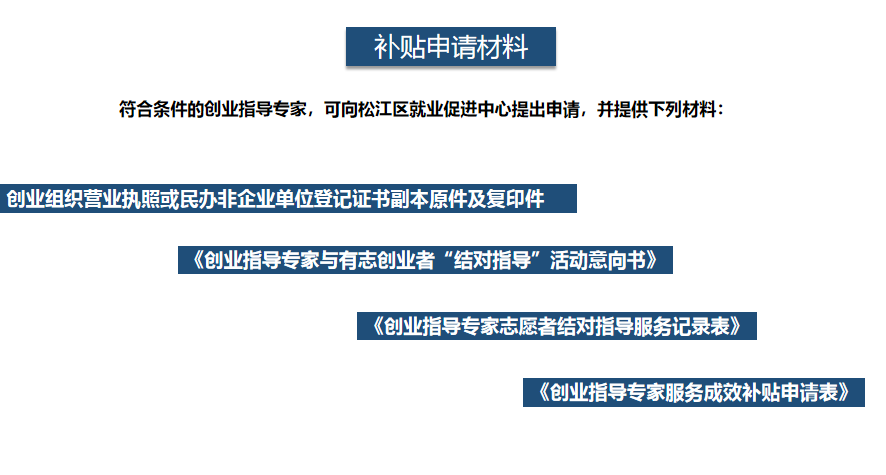 补贴申请材料
符合条件的创业指导专家，可向松江区就业促进中心提出申请，并提供下列材料：
创业组织营业执照或民办非企业单位登记证书副本原件及复印件
《创业指导专家与有志创业者“结对指导”活动意向书》
《创业指导专家志愿者结对指导服务记录表》
《创业指导专家服务成效补贴申请表》